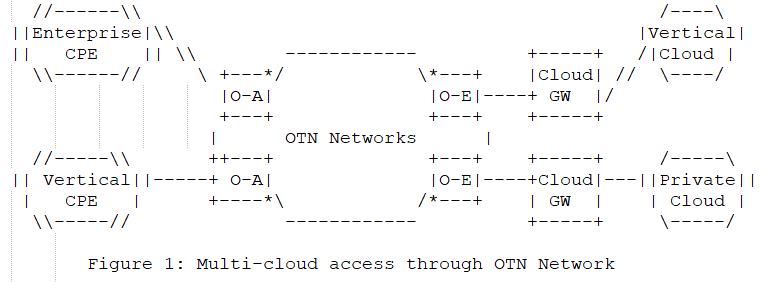 Enterprise Vertical
CPE Cloud Cloud
O-A O-E GW
OTN Networks
Vertical O-A O-E Cloud Private
CPE GW Cloud
Figure 1: Multi-cloud access through OTN Network